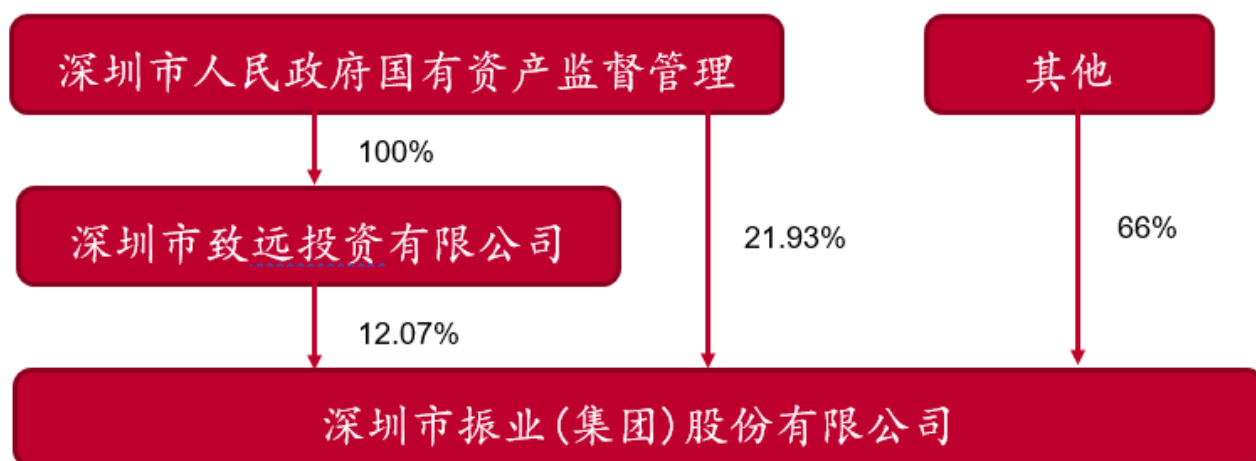 深圳市人民政府国有资产监督管理
其他
100%
深圳市致远投资有限公司
21.93%
66%
12.07%
深圳市振业(集团)股份有限公司